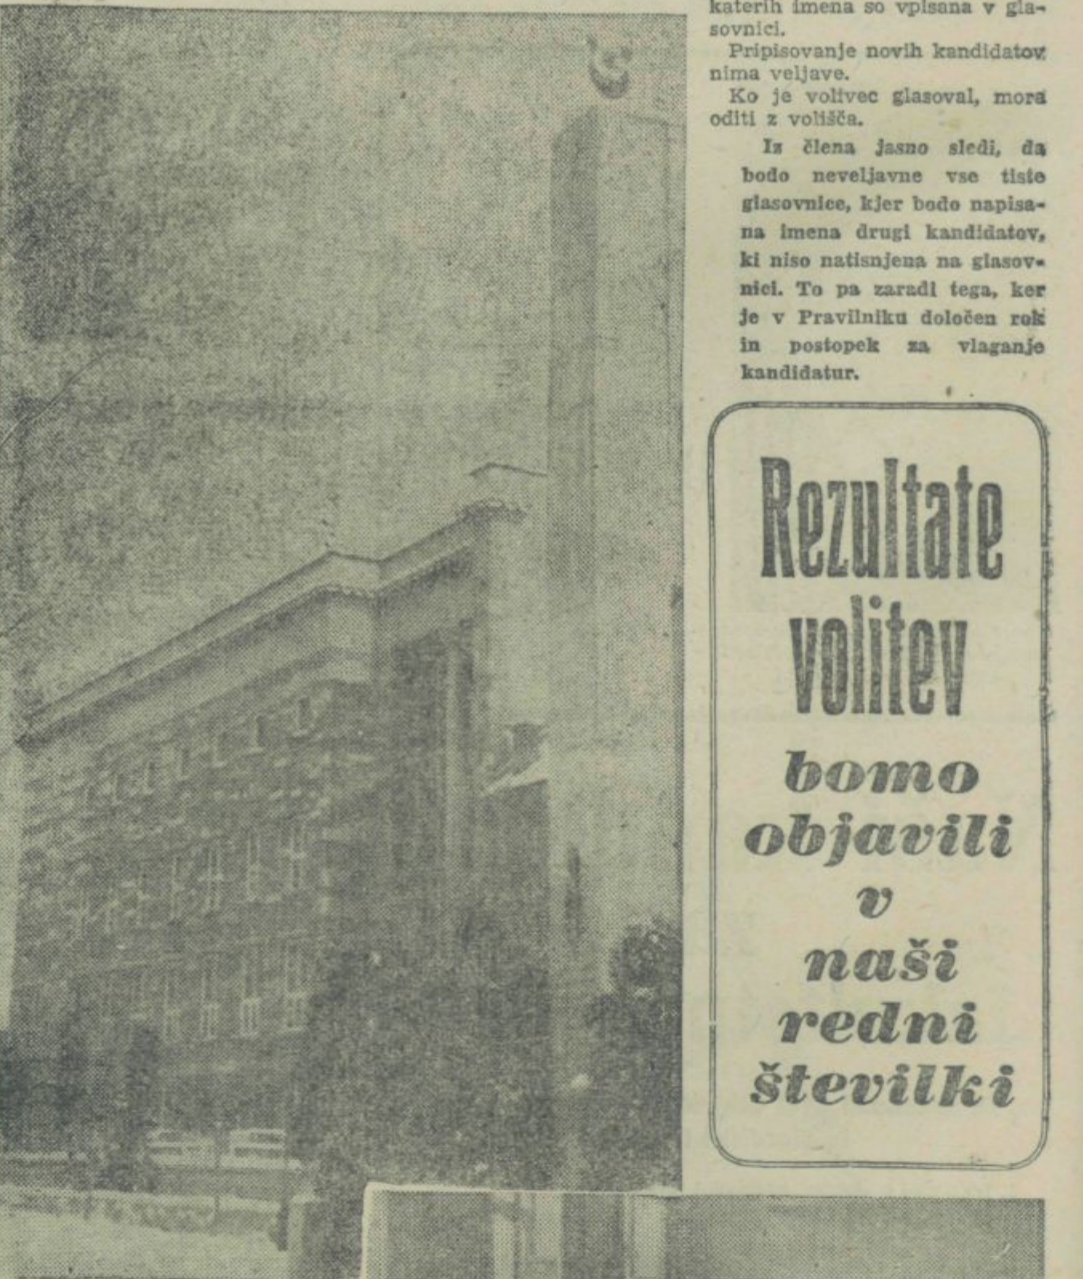 katerih imena so vpisana v gla-
sovnici.
Pripisovanje novih kandidatov
nima veljave.
Ko je volivec glasoval, mora
oditi z volišča.
Iz člena jasno sledi, da
bodo neveljavne vse tiste
glasovnice, kjer bodo napisa-
na imena drugi kandidatov,
ki niso natisnjena na glasov-
nici. To pa zaradi tega, ker
je v Pravilniku določen rok
in postopek za vlaganje
kandidatur.
Rezultate
volitev
bomo
objavili
v
naši
redni
številki